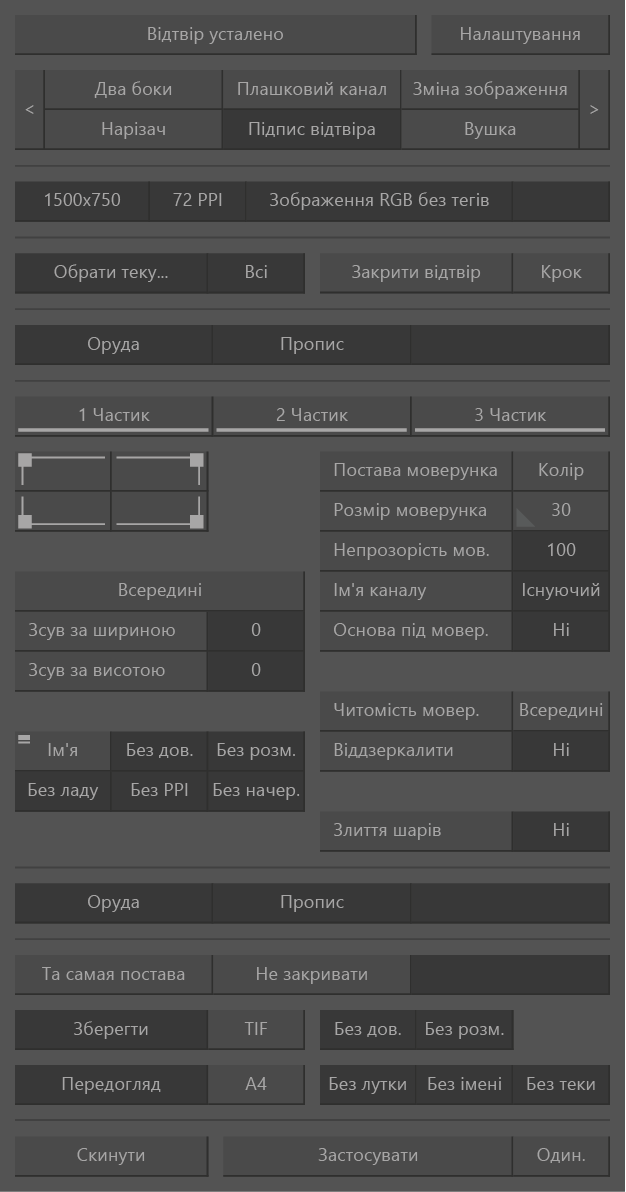 Відтвір усталено Налаштування
< Два боки Плашковий канал Зміна зображення >
Нарізач Підпис відтвіра Вушка
1500x750 72 PPI Зображення RGB без тегів
Обрати теку... Всі Закрити відтвір Крок
Оруда Пропис
1 Частик 2 Частик 3 Частик
Постава моверунка Колір
Розмір моверунка 30
Непрозорість мов. 100
Всередині Ім'я каналу Існуючий
Зсув за шириною 0 Основа під мовер. Ні
Зсув за висотою 0
Читомість мовер. Всередині
Ім'я Без дов. Без розм. Віддзеркалити Ні
Без ладу Без PPI Без начер.
Злиття шарів Ні
Оруда Пропис
Та самая постава Не закривати
Зберегти TIF Без дов. Без розм.
Передогляд A4 Без лутки Без імені Без теки
Скинути Застосувати Один.